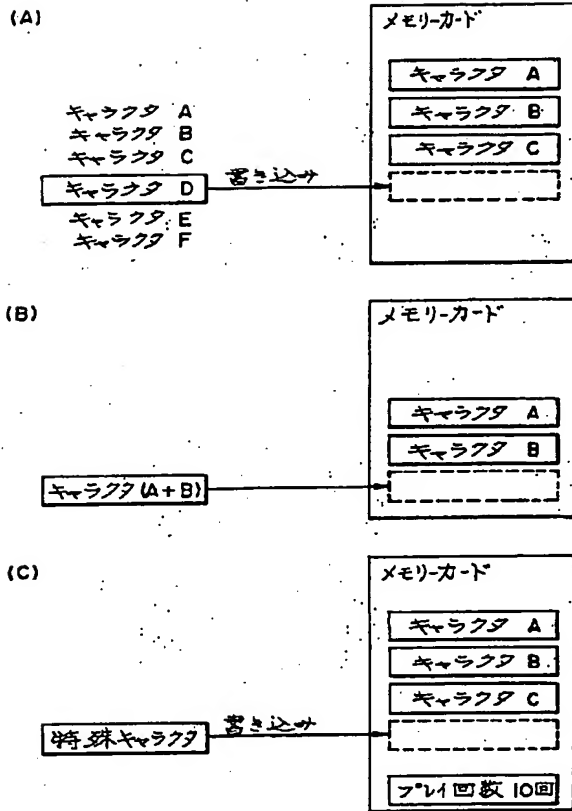 (A)
メモリーカード
キャラクタ A
キャラクタ B
キャラクタ C
キャラクタ A
キャラクタ B
キャラクタ C
キャラクタ D
書き込み
キャラクタ E
キャラクタ F
(B)
メモリーカード
キャラクタ A
キャラクタ B
キャラクタ(A+B)
(C)
メモリーカード
キャラクタ A
キャラクタ B
キャラクタ C
特殊キャラクタ
書き込み
プレイ回数 10回